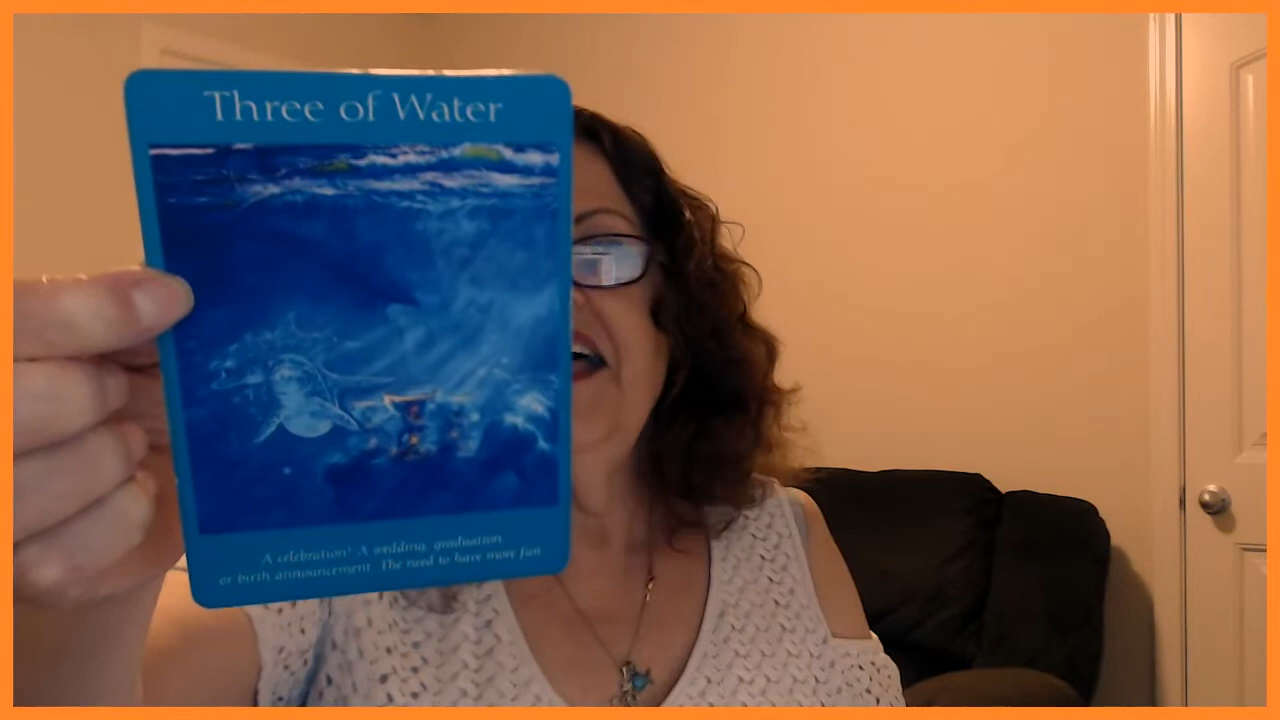 Three of Water
A celebration! A wedding, graduation,
or birth announcement. The need to have more fun